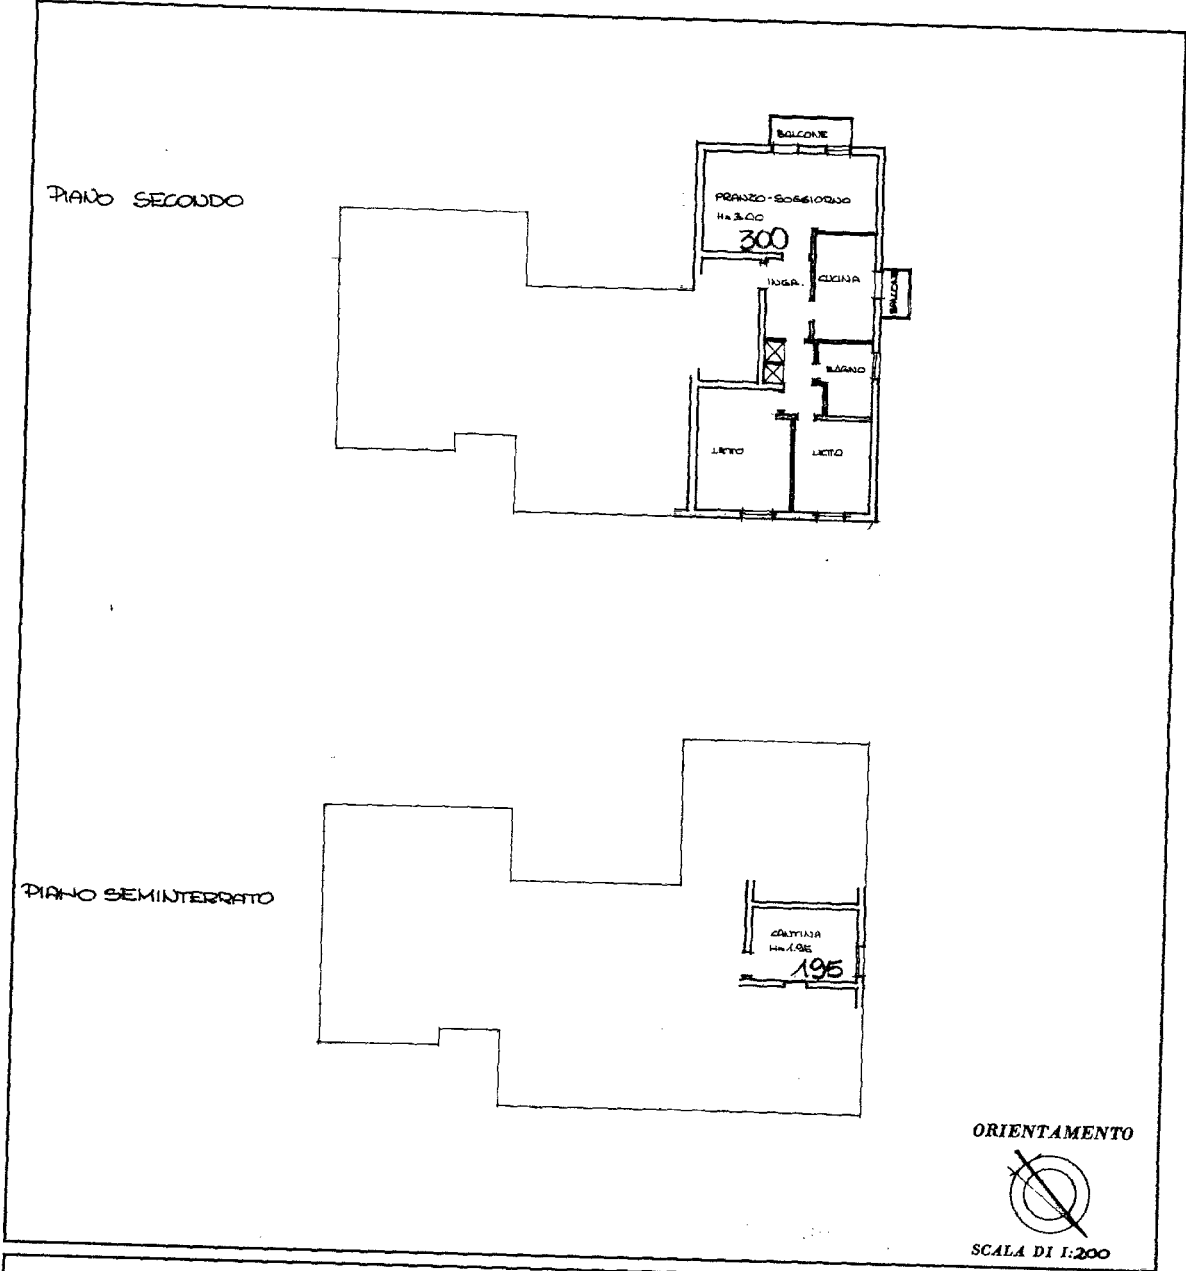 BALCONE
PIANO SECONDO
PRANZO-SOGGIORNO
H=3.00
300
INGR.
CUCINA
BALCONE
BAGNO
LETTO
LETTO
PIANO SEMINTERRATO
CANTINA
H=1.95
195
ORIENTAMENTO
SCALA DI 1:200